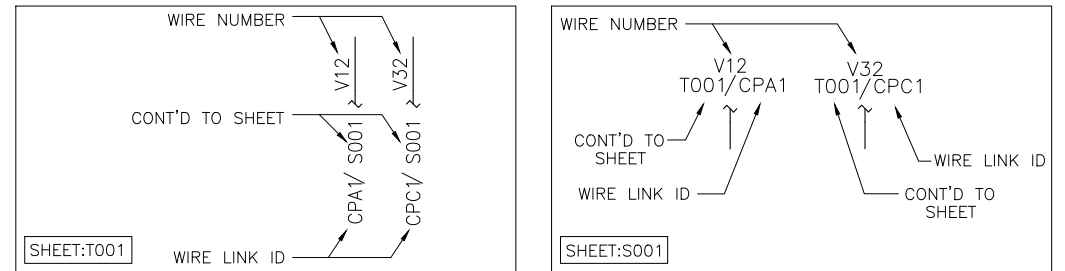 WIRE NUMBER
V12
V32
CONT'D TO SHEET
CPA1/ S001
CPC1/ S001
WIRE LINK ID
SHEET:T001
WIRE NUMBER
V12
T001/CPA1
V32
T001/CPC1
CONT'D TO
SHEET
WIRE LINK ID
WIRE LINK ID
CONT'D TO
SHEET
SHEET:S001